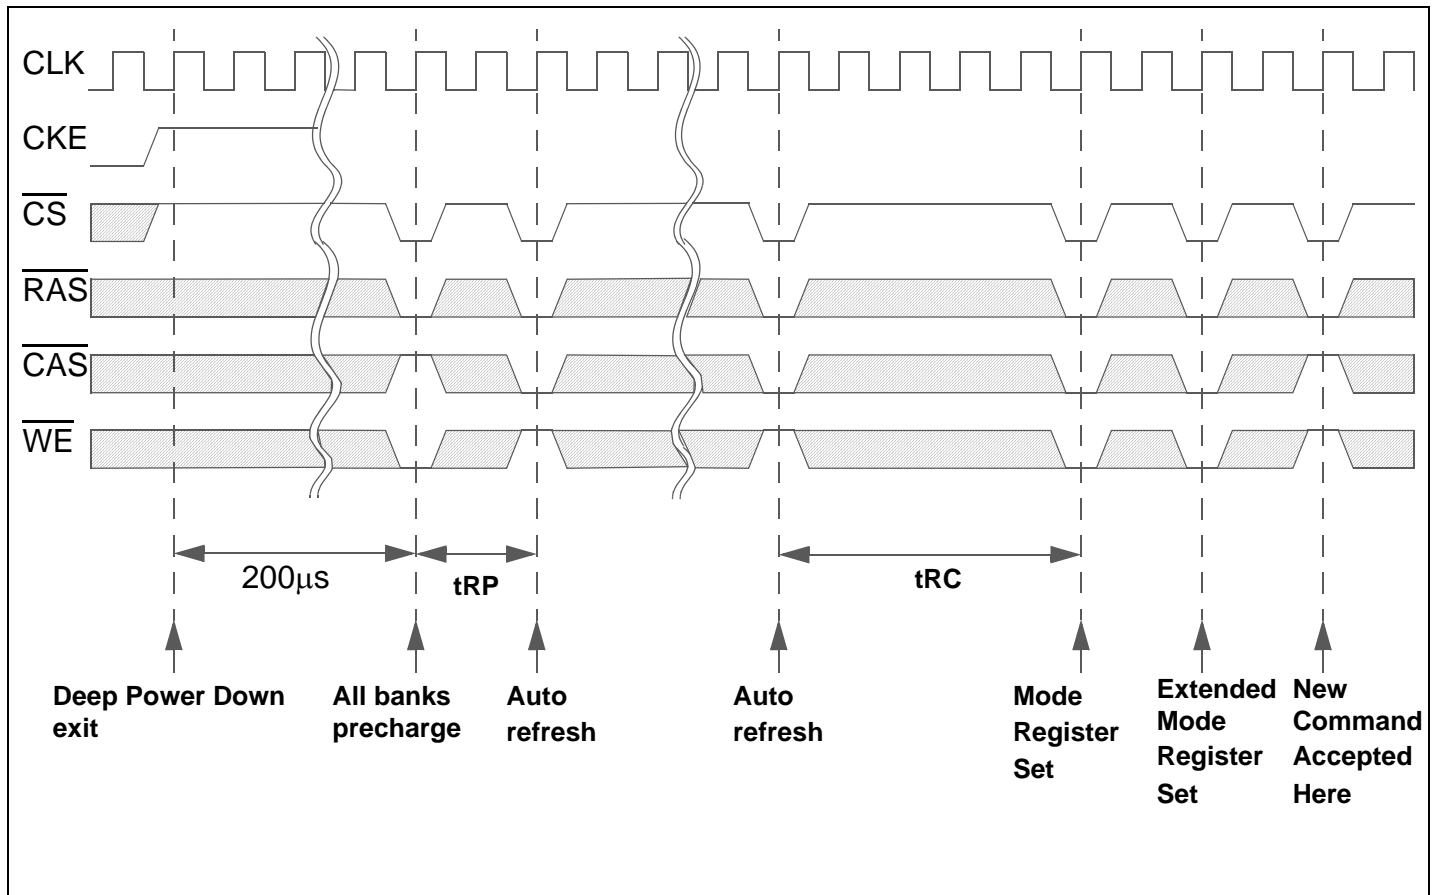 CLK
CKE
CS
RAS
CAS
WE
200μs
tRP
tRC
Deep Power Down
exit
All banks
precharge
Auto
refresh
Auto
refresh
Mode
Register
Set
Extended
Mode
Register
Set
New
Command
Accepted
Here